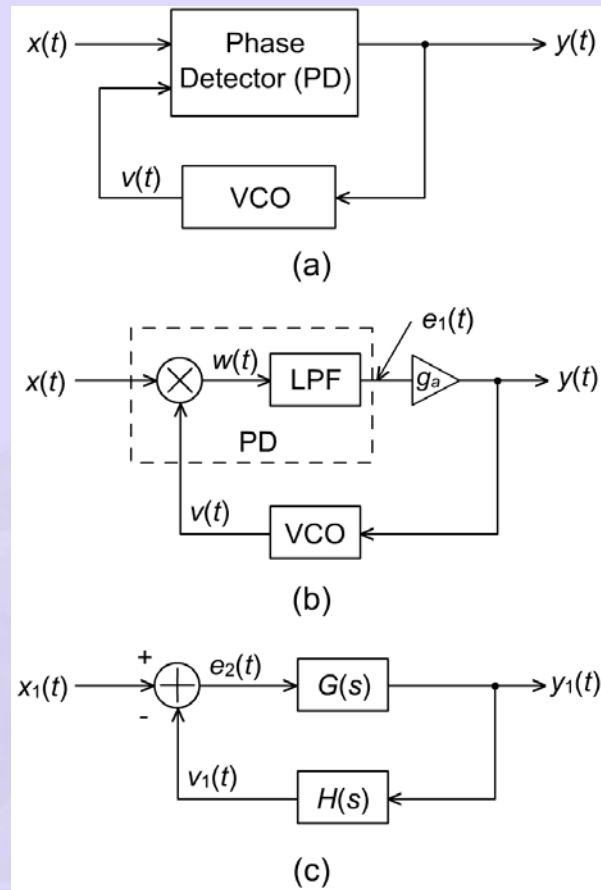 x(t)
Phase
Detector (PD)
y(t)
v(t)
VCO
(a)
e₁(t)
x(t)
w(t)
LPF
gₐ
y(t)
PD
v(t)
VCO
(b)
+
x₁(t)
e₂(t)
G(s)
y₁(t)
-
v₁(t)
H(s)
(c)